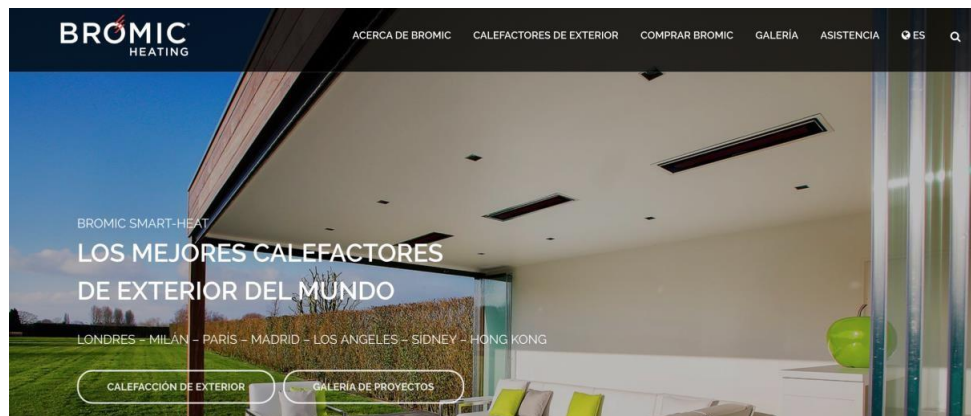 BROMIC
HEATING
ACERCA DE BROMIC CALEFACTORES DE EXTERIOR COMPRAR BROMIC GALERÍA ASISTENCIA ES
BROMIC SMART-HEAT
LOS MEJORES CALEFACTORES
DE EXTERIOR DEL MUNDO
LONDRES – MILÁN – PARIS – MADRID – LOS ANGELES – SÍDNEY – HONG KONG
CALEFACCIÓN DE EXTERIOR GALERÍA DE PROYECTOS